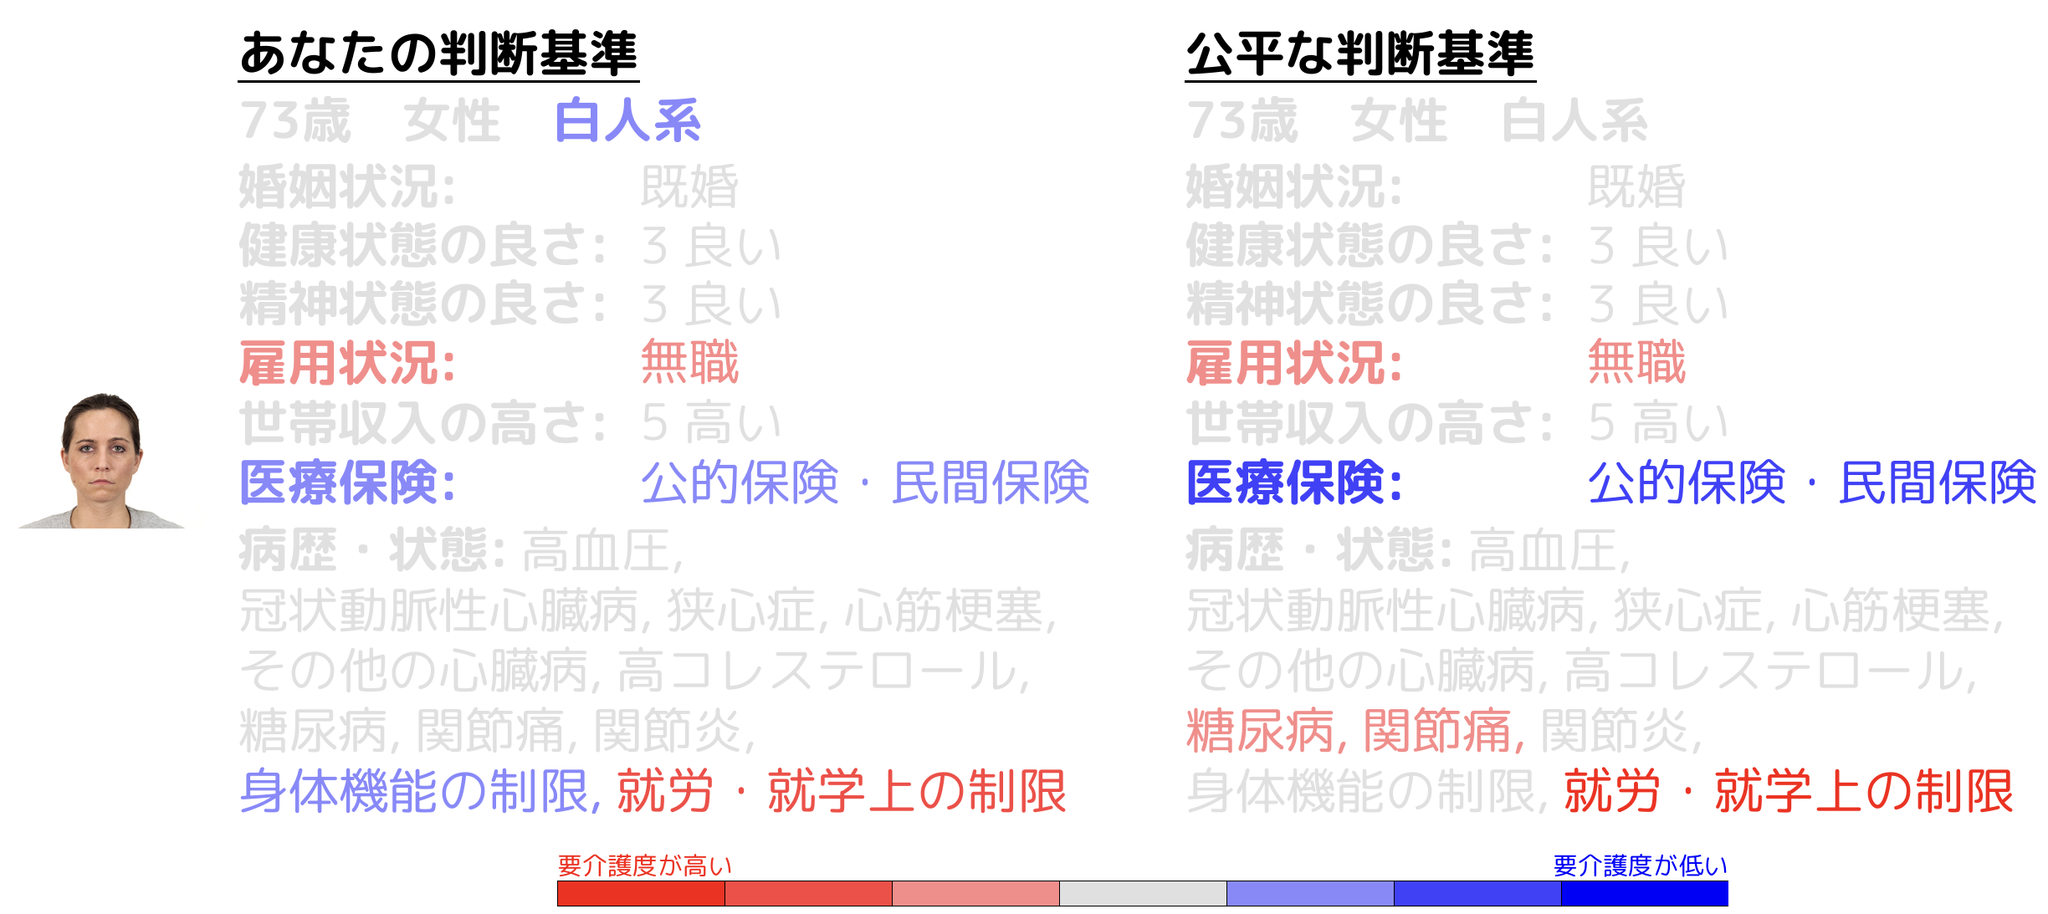 あなたの判断基準
73歳　女性　白人系
婚姻状況: 既婚
健康状態の良さ: 3 良い
精神状態の良さ: 3 良い
雇用状況: 無職
世帯収入の高さ: 5 高い
医療保険: 公的保険・民間保険
病歴・状態: 高血圧,
冠状動脈性心臓病, 狭心症, 心筋梗塞,
その他の心臓病, 高コレステロール,
糖尿病, 関節痛, 関節炎,
身体機能の制限, 就労・就学上の制限
公平な判断基準
73歳　女性　白人系
婚姻状況: 既婚
健康状態の良さ: 3 良い
精神状態の良さ: 3 良い
雇用状況: 無職
世帯収入の高さ: 5 高い
医療保険: 公的保険・民間保険
病歴・状態: 高血圧,
冠状動脈性心臓病, 狭心症, 心筋梗塞,
その他の心臓病, 高コレステロール,
糖尿病, 関節痛, 関節炎,
身体機能の制限, 就労・就学上の制限
要介護度が高い
要介護度が低い